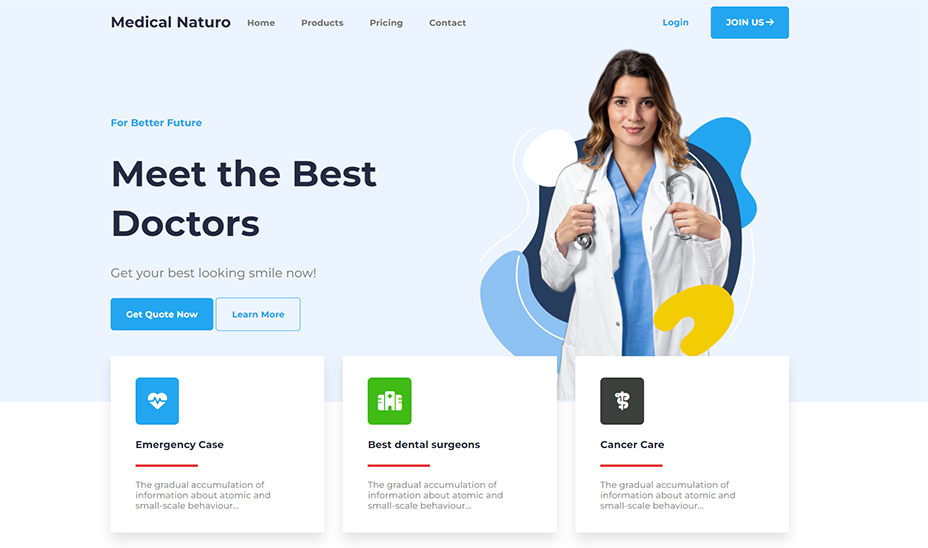 Medical Naturo
Home
Products
Pricing
Contact
Login
JOIN US
For Better Future
Meet the Best
Doctors
Get your best looking smile now!
Get Quote Now
Learn More
Emergency Case
The gradual accumulation of
information about atomic and
small-scale behaviour...
Best dental surgeons
The gradual accumulation of
information about atomic and
small-scale behaviour...
Cancer Care
The gradual accumulation of
information about atomic and
small-scale behaviour...